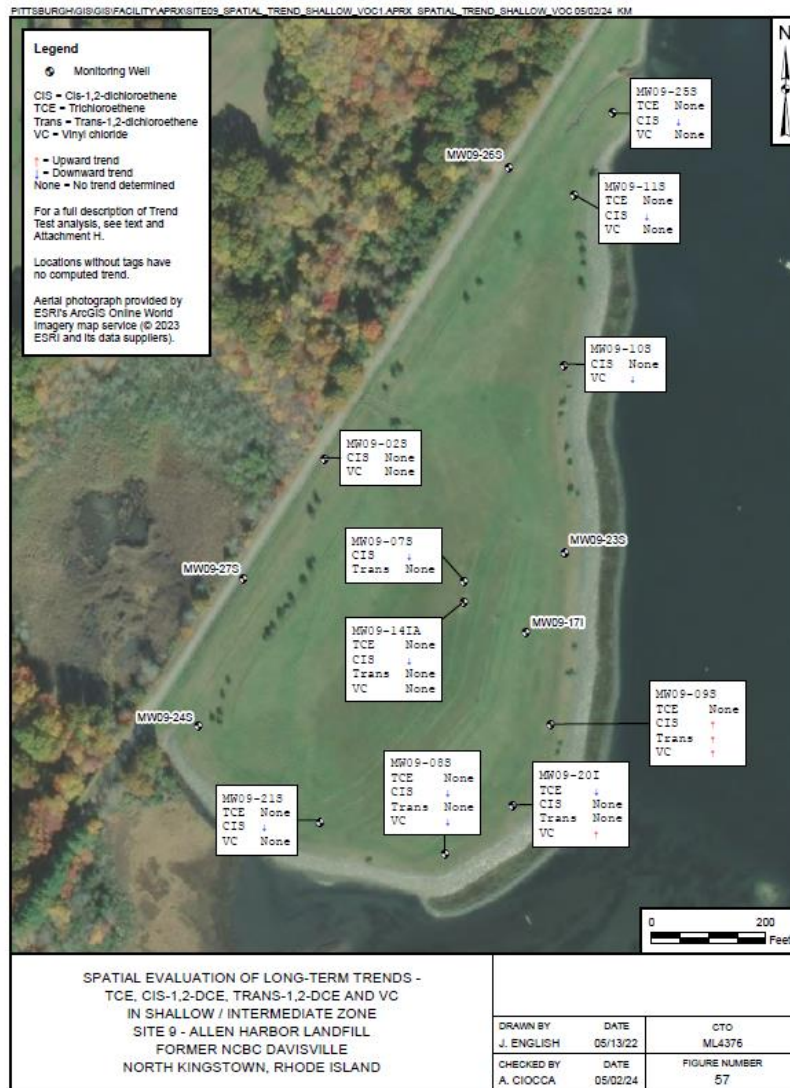 PITTSBURGH\GIS\GIS\FACILITY\APRX\SITE09_SPATIAL_TREND_SHALLOW_VOC1.APRX SPATIAL_TREND_SHALLOW_VOC 05/02/24 KM
Legend
Monitoring Well
CIS = Cis-1,2-dichloroethene
TCE = Trichloroethene
Trans = Trans-1,2-dichloroethene
VC = Vinyl chloride
↑ = Upward trend
↓ = Downward trend
None = No trend determined
For a full description of Trend
Test analysis, see text and
Attachment H.
Locations without tags have
no computed trend.
Aerial photograph provided by
ESRI's ArcGIS Online World
Imagery map service (© 2023
ESRI and its data suppliers).
N
MW09-25S
TCE None
CIS ↓
VC None
MW09-26S
MW09-11S
TCE None
CIS ↓
VC None
MW09-10S
CIS None
VC ↓
MW09-02S
CIS None
VC None
MW09-07S
CIS ↓
Trans None
MW09-23S
MW09-27S
MW09-14IA
TCE None
CIS ↓
Trans None
VC None
MW09-17I
MW09-24S
MW09-09S
TCE None
CIS ↑
Trans ↑
VC ↑
MW09-08S
TCE None
CIS ↓
Trans None
VC ↓
MW09-20I
TCE ↓
CIS None
Trans None
VC ↑
MW09-21S
TCE None
CIS ↓
VC None
0 200
Feet
SPATIAL EVALUATION OF LONG-TERM TRENDS -
TCE, CIS-1,2-DCE, TRANS-1,2-DCE AND VC
IN SHALLOW / INTERMEDIATE ZONE
SITE 9 - ALLEN HARBOR LANDFILL
FORMER NCBC DAVISVILLE
NORTH KINGSTOWN, RHODE ISLAND
DRAWN BY DATE CTO
J. ENGLISH 05/13/22 ML4376
CHECKED BY DATE FIGURE NUMBER
A. CIOCCA 05/02/24 57